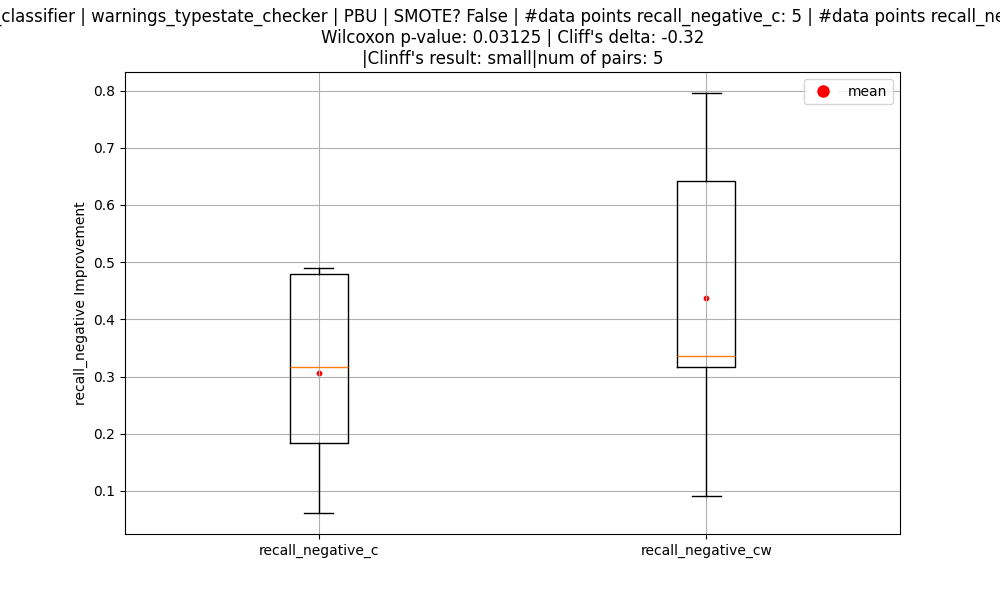 _classifier | warnings_typestate_checker | PBU | SMOTE? False | #data points recall_negative_c: 5 | #data points recall_ne
Wilcoxon p-value: 0.03125 | Cliff's delta: -0.32
|Clinff's result: small|num of pairs: 5
mean
0.8
0.7
0.6
0.5
0.4
0.3
0.2
0.1
recall_negative Improvement
recall_negative_c
recall_negative_cw